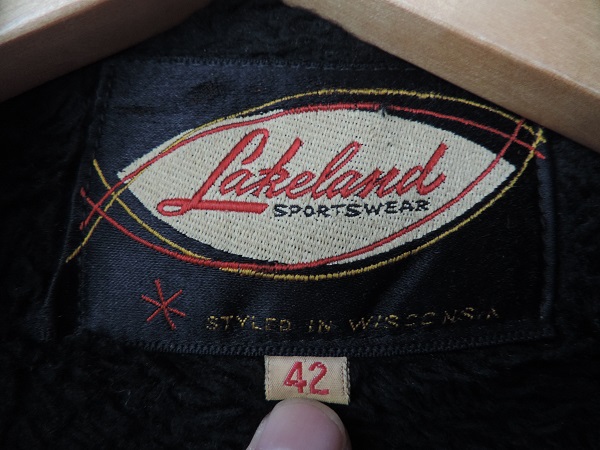 Lakeland
SPORTSWEAR
STYLED IN WISCONSIN
42